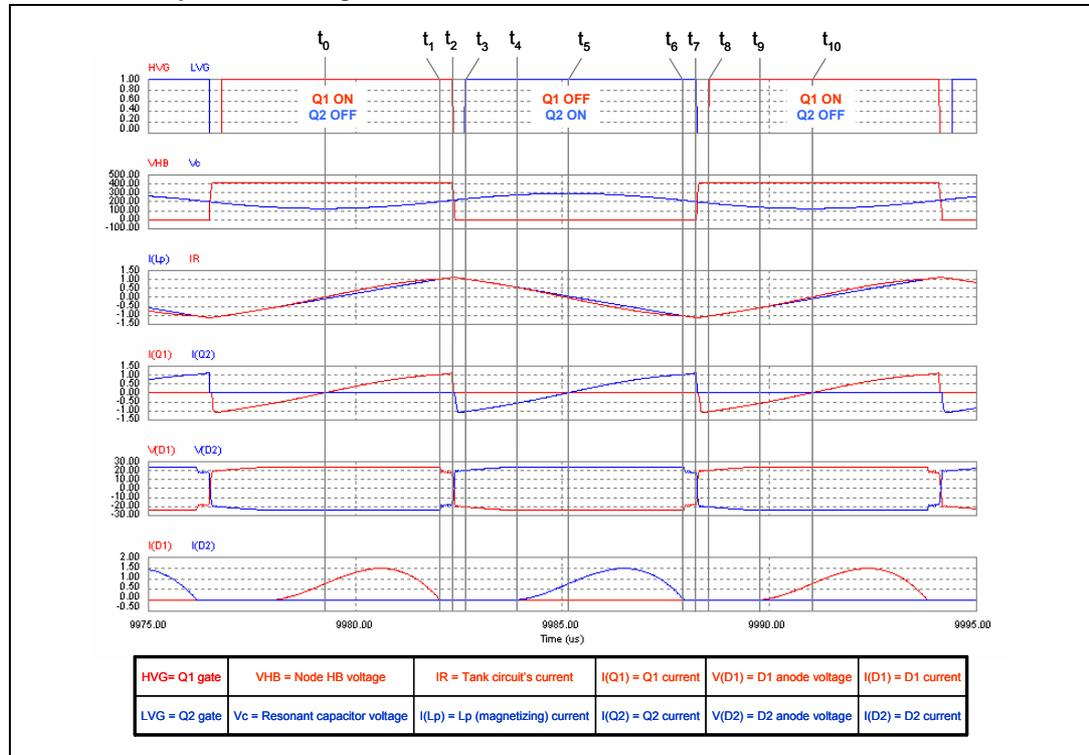 t0 t1 t2 t3 t4 t5 t6 t7 t8 t9 t10
HVG LVG
1.00
0.80
0.60
0.40
0.20
0.00
Q1 ON
Q2 OFF
Q1 OFF
Q2 ON
Q1 ON
Q2 OFF
VHB Vc
500.00
400.00
300.00
200.00
100.00
0.00
-100.00
I(Lp) IR
1.50
1.00
0.50
0.00
-0.50
-1.00
-1.50
I(Q1) I(Q2)
1.50
1.00
0.50
0.00
-0.50
-1.00
-1.50
V(D1) V(D2)
30.00
20.00
10.00
0.00
-10.00
-20.00
-30.00
I(D1) I(D2)
2.00
1.50
1.00
0.50
0.00
-0.50
9975.00 9980.00 9985.00 9990.00 9995.00
Time (us)
HVG= Q1 gate VHB = Node HB voltage IR = Tank circuit's current I(Q1) = Q1 current V(D1) = D1 anode voltage I(D1) = D1 current
LVG = Q2 gate Vc = Resonant capacitor voltage I(Lp) = Lp (magnetizing) current I(Q2) = Q2 current V(D2) = D2 anode voltage I(D2) = D2 current